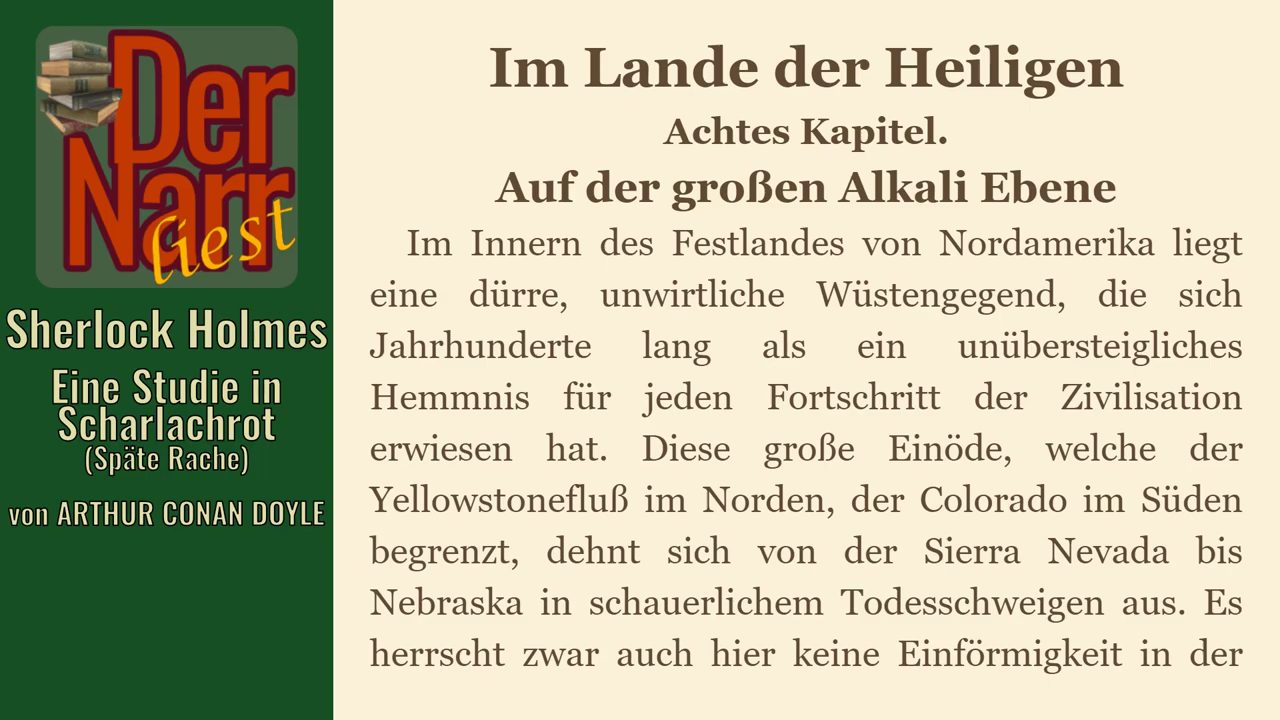 Der
Narr
liest
Sherlock Holmes
Eine Studie in
Scharlachrot
(Späte Rache)
von ARTHUR CONAN DOYLE
Im Lande der Heiligen
Achtes Kapitel.
Auf der großen Alkali Ebene
Im Innern des Festlandes von Nordamerika liegt
eine dürre, unwirtliche Wüstengegend, die sich
Jahrhunderte lang als ein unübersteigliches
Hemmnis für jeden Fortschritt der Zivilisation
erwiesen hat. Diese große Einöde, welche der
Yellowstonefluß im Norden, der Colorado im Süden
begrenzt, dehnt sich von der Sierra Nevada bis
Nebraska in schauerlichem Todesschweigen aus. Es
herrscht zwar auch hier keine Einförmigkeit in der